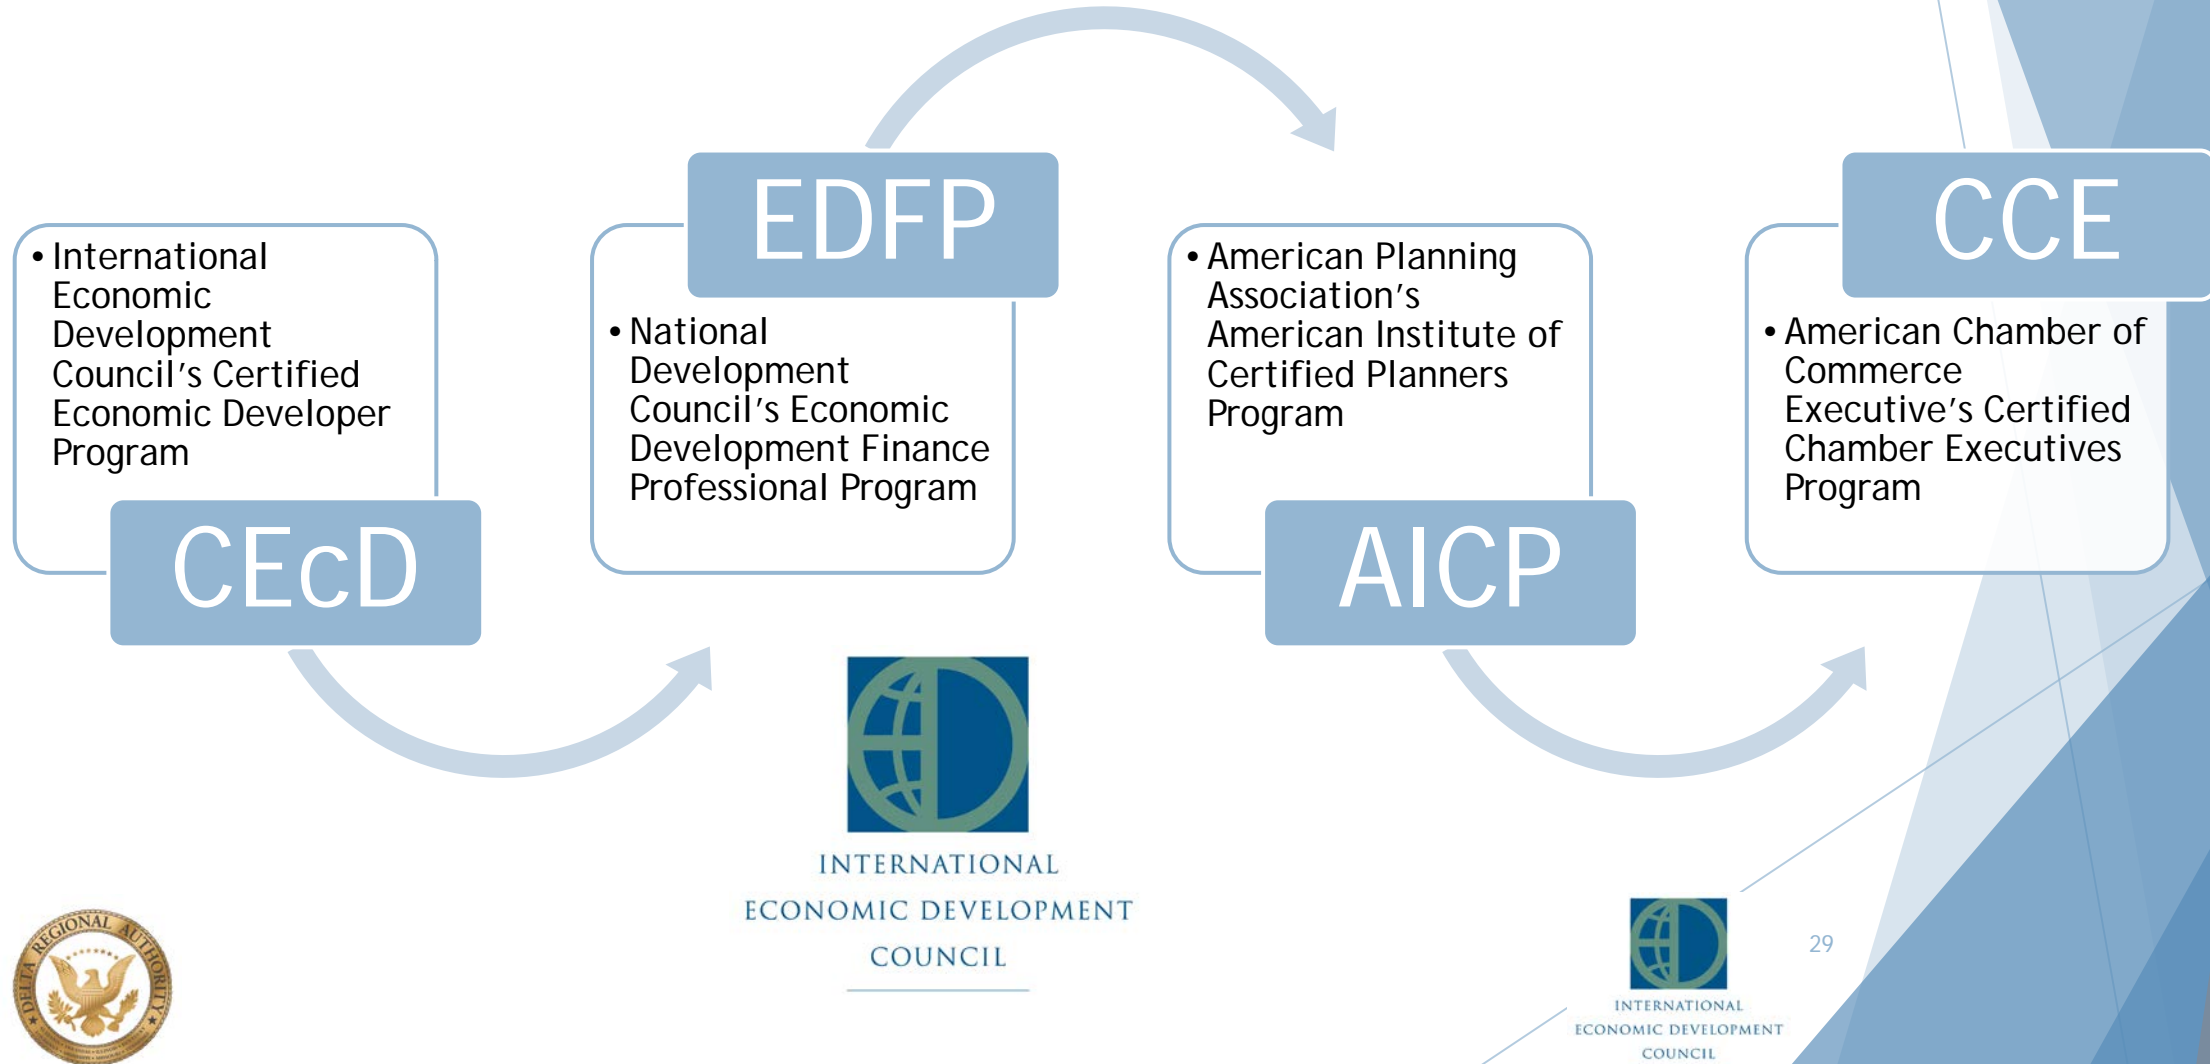 • International
Economic
Development
Council's Certified
Economic Developer
Program
CEcD
EDFP
• National
Development
Council's Economic
Development Finance
Professional Program
• American Planning
Association's
American Institute of
Certified Planners
Program
AICP
CCE
• American Chamber of
Commerce
Executive's Certified
Chamber Executives
Program
INTERNATIONAL
ECONOMIC DEVELOPMENT
COUNCIL
DELTA REGIONAL AUTHORITY
INTERNATIONAL
ECONOMIC DEVELOPMENT
COUNCIL
29